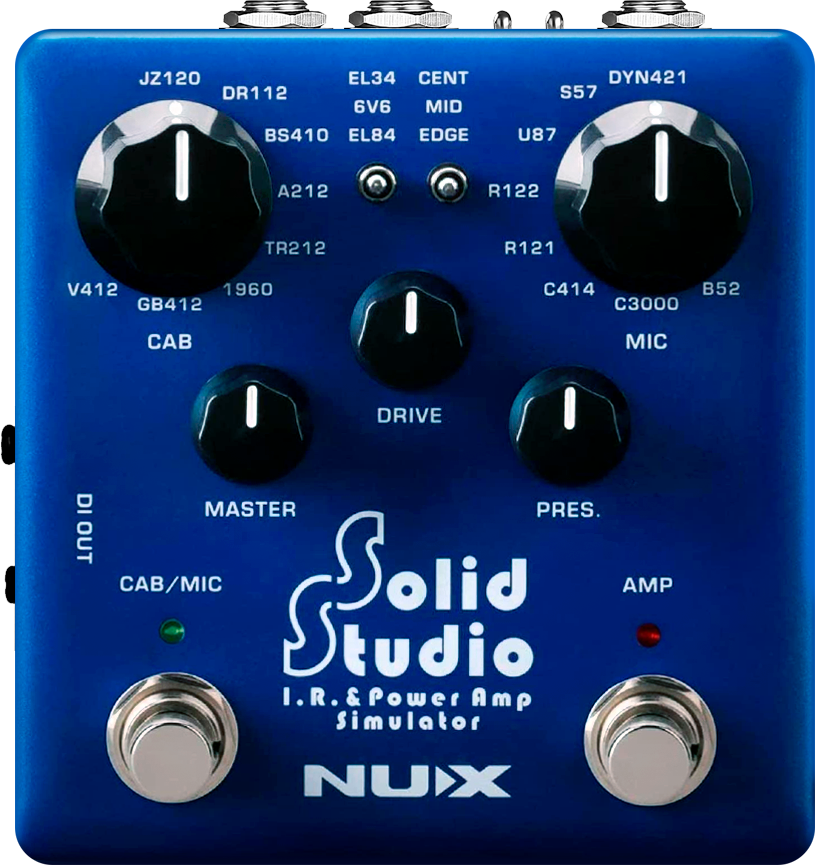 JZ120
DR112
BS410
A212
TR212
1960
GB412
V412
CAB
EL34 CENT
6V6 MID
EL84 EDGE
DYN421
S57
U87
R122
R121
C414
C3000
B52
MIC
DRIVE
MASTER
PRES.
DI OUT
CAB/MIC
AMP
Solid
Studio
I.R. & Power Amp
Simulator
NUX